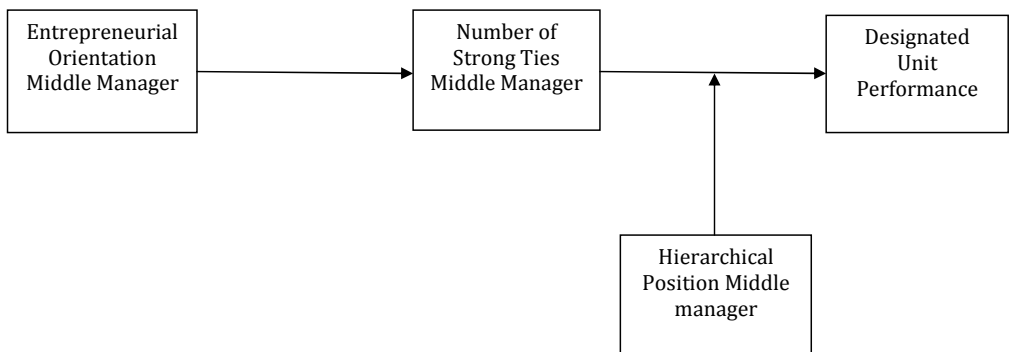 Entrepreneurial
Orientation
Middle Manager
Number of
Strong Ties
Middle Manager
Designated
Unit
Performance
Hierarchical
Position Middle
manager